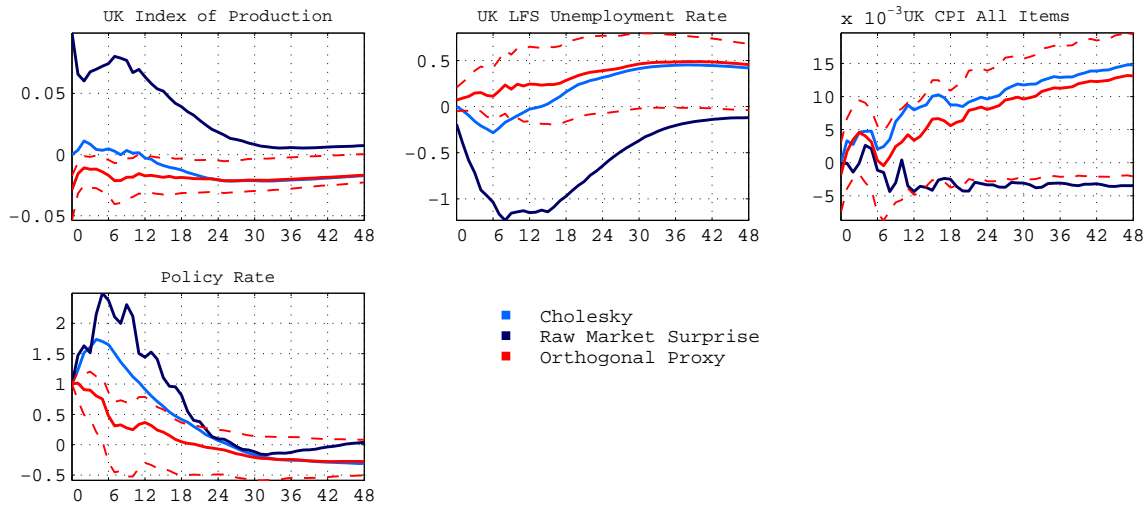 UK Index of Production
0.05
0
−0.05
0 6 12 18 24 30 36 42 48
UK LFS Unemployment Rate
0.5
0
−0.5
−1
0 6 12 18 24 30 36 42 48
x 10⁻³ UK CPI All Items
15
10
5
0
−5
0 6 12 18 24 30 36 42 48
Policy Rate
2
1.5
1
0.5
0
−0.5
0 6 12 18 24 30 36 42 48
Cholesky
Raw Market Surprise
Orthogonal Proxy